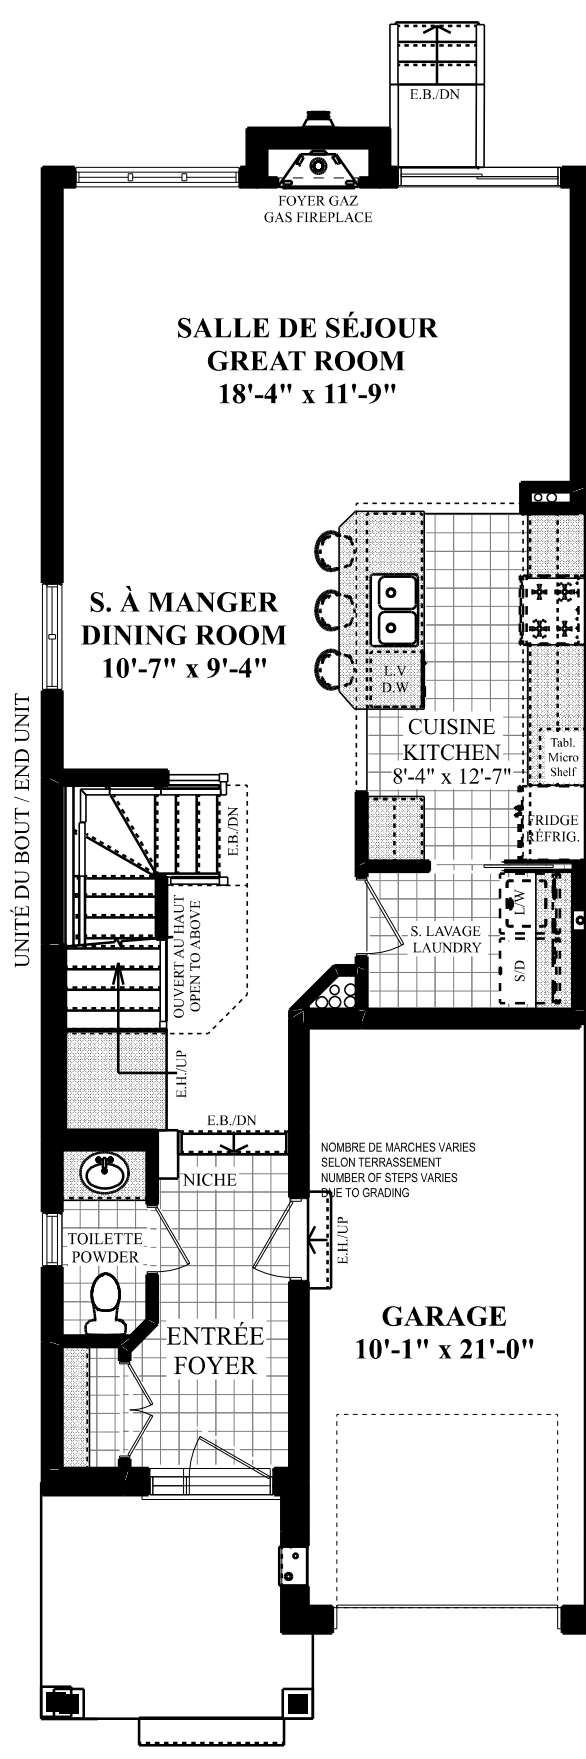 E.B./DN
FOYER GAZ
GAS FIREPLACE
SALLE DE SÉJOUR
GREAT ROOM
18'-4" x 11'-9"
S. À MANGER
DINING ROOM
10'-7" x 9'-4"
L.V
D.W
CUISINE
KITCHEN
8'-4" x 12'-7"
Tabl.
Micro
Shelf
FRIDGE
RÉFRIG.
UNITÉ DU BOUT / END UNIT
E.B./DN
OUVERT AU HAUT
OPEN TO ABOVE
S. LAVAGE
LAUNDRY
L/W
S/D
E.H./UP
E.B./DN
NICHE
NOMBRE DE MARCHES VARIES
SELON TERRASSEMENT
NUMBER OF STEPS VARIES
DUE TO GRADING
E.H./UP
TOILETTE
POWDER
ENTRÉE
FOYER
GARAGE
10'-1" x 21'-0"